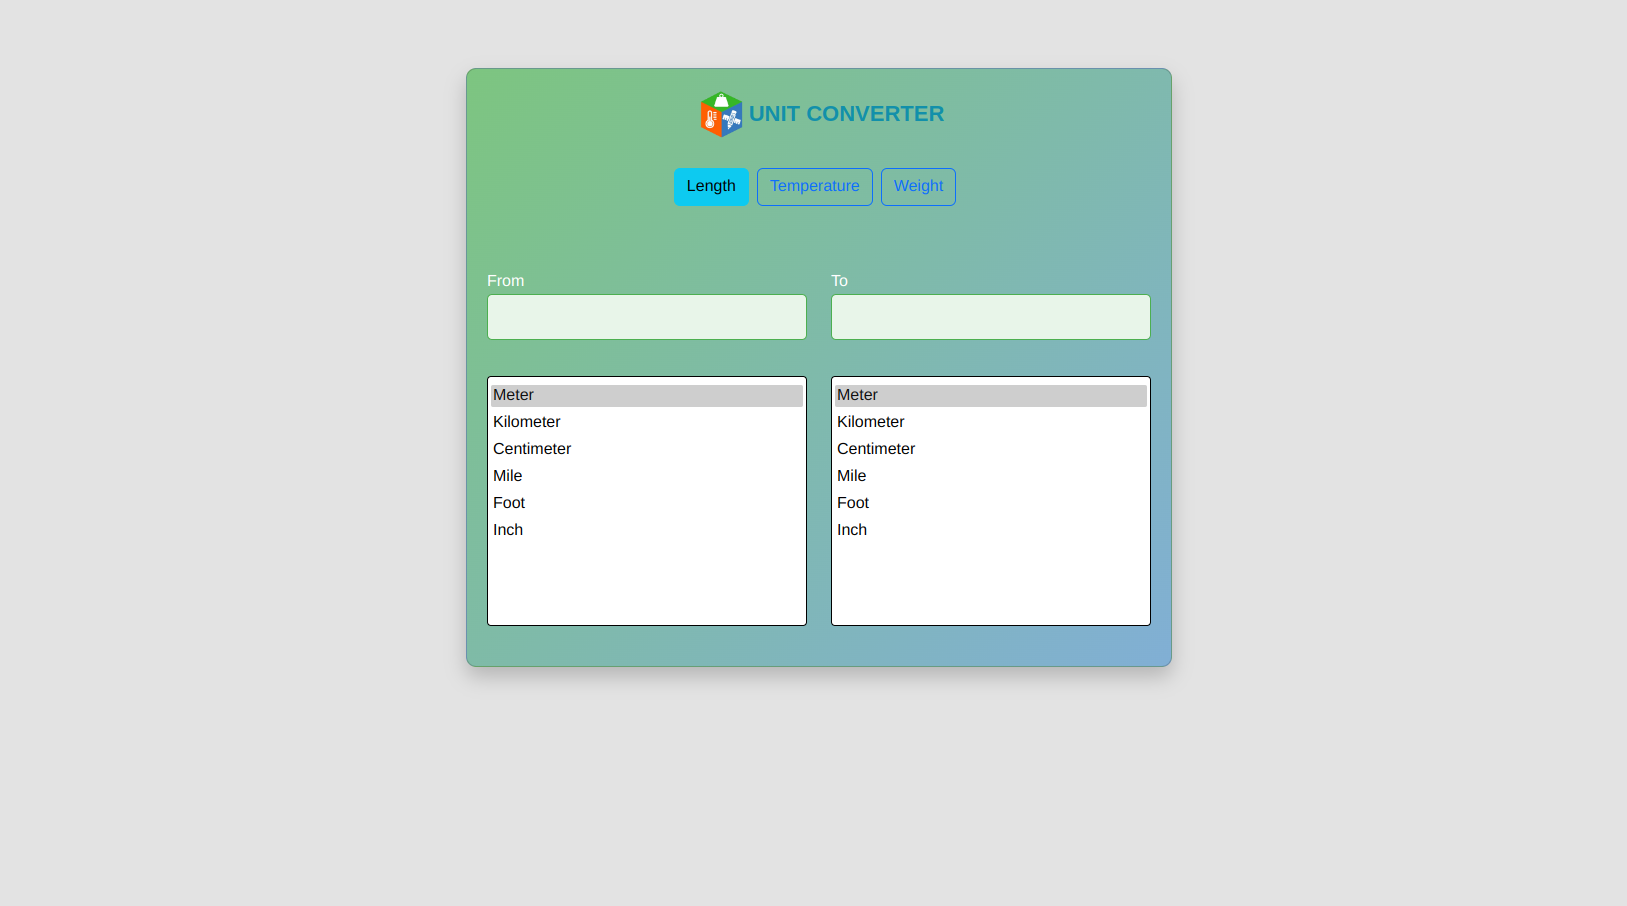 UNIT CONVERTER
Length Temperature Weight
From To
Meter Meter
Kilometer Kilometer
Centimeter Centimeter
Mile Mile
Foot Foot
Inch Inch